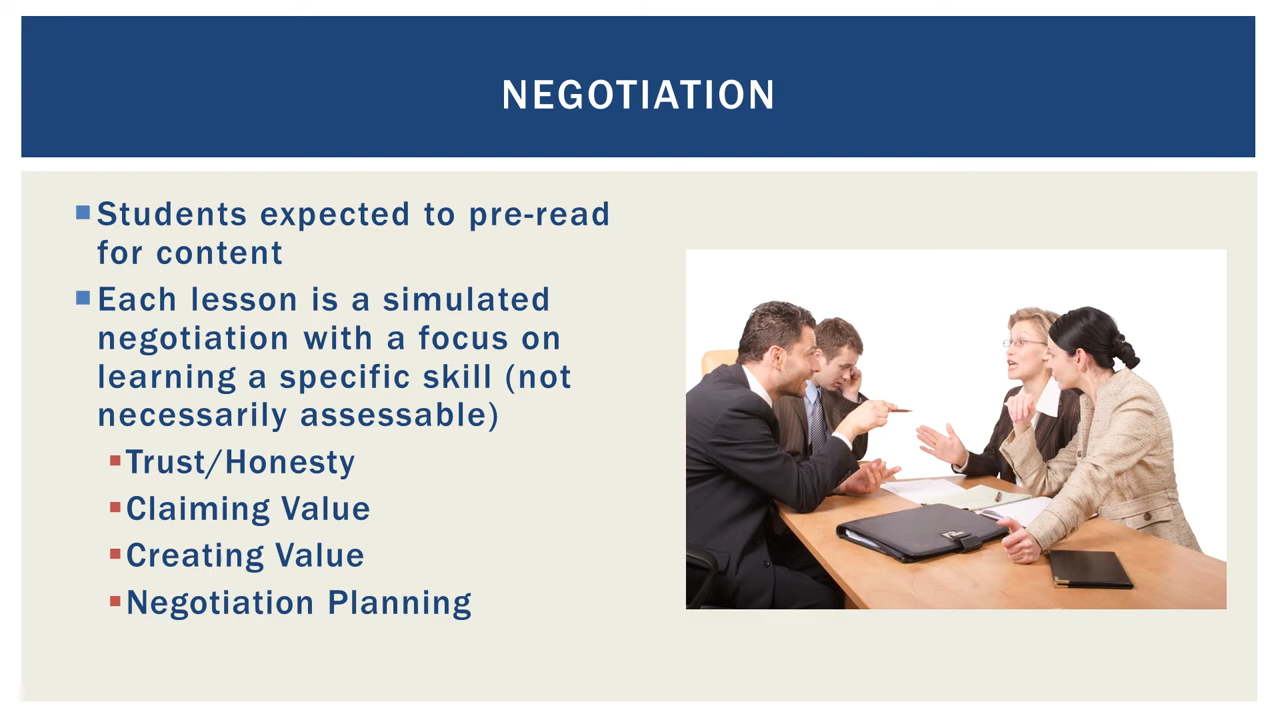 NEGOTIATION
Students expected to pre-read
for content
Each lesson is a simulated
negotiation with a focus on
learning a specific skill (not
necessarily assessable)
Trust/Honesty
Claiming Value
Creating Value
Negotiation Planning